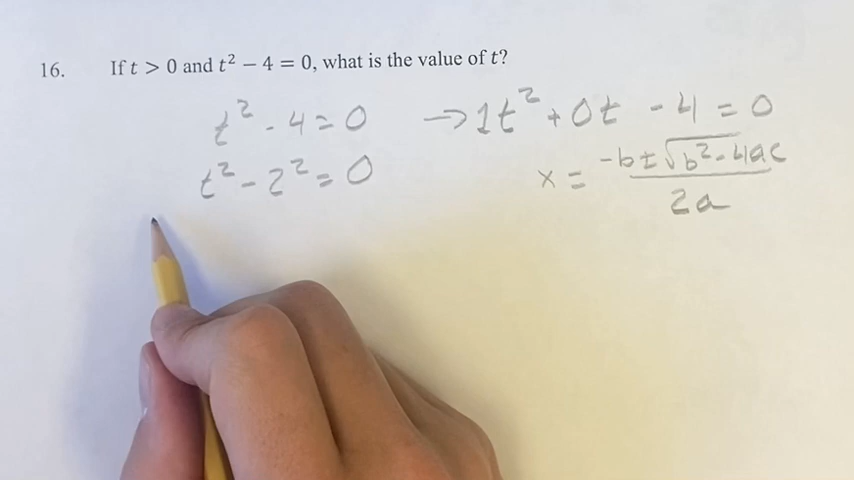 16. If t > 0 and t² − 4 = 0, what is the value of t?
t² - 4 = 0 → 1t² + 0t - 4 = 0
t² - 2² = 0
x = -b ± √b² - 4ac / 2a